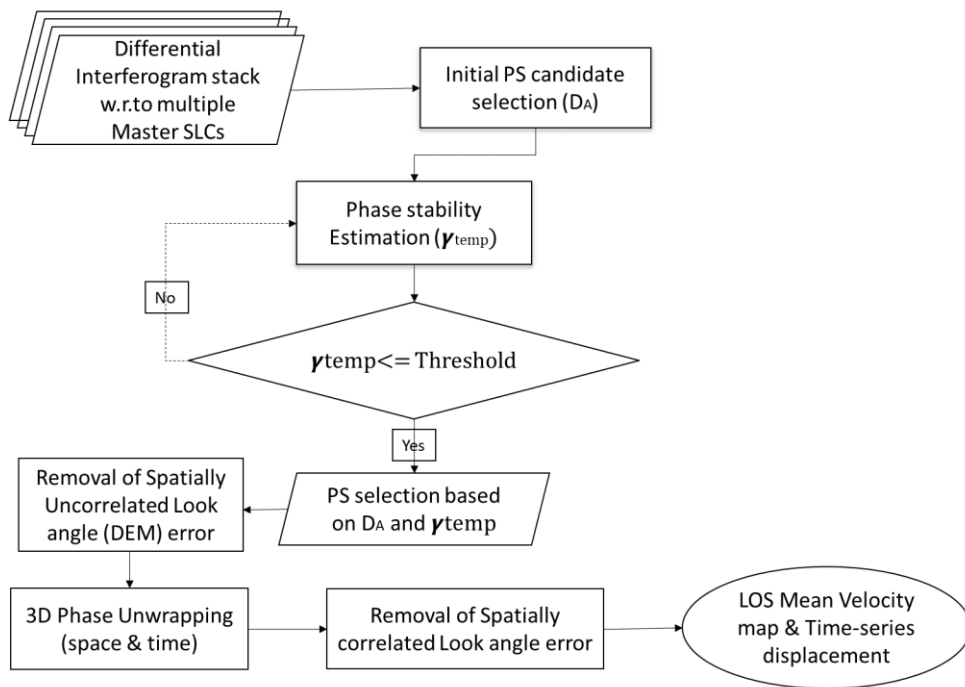 Differential
Interferogram stack
w.r.to multiple
Master SLCs
Initial PS candidate
selection (DA)
Phase stability
Estimation (γtemp)
No
γtemp<= Threshold
Yes
PS selection based
on DA and γtemp
Removal of Spatially
Uncorrelated Look
angle (DEM) error
3D Phase Unwrapping
(space & time)
Removal of Spatially
correlated Look angle error
LOS Mean Velocity
map & Time-series
displacement